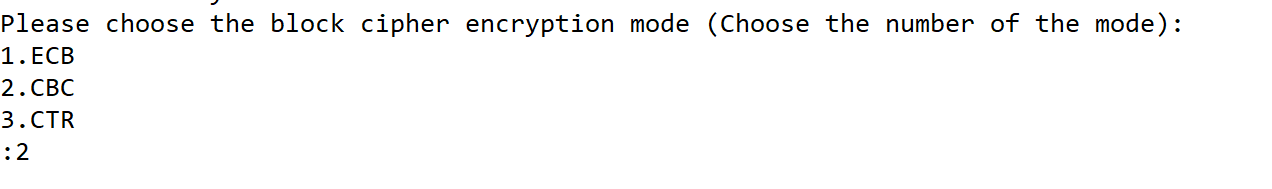 Please choose the block cipher encryption mode (Choose the number of the mode):
1.ECB
2.CBC
3.CTR
:2